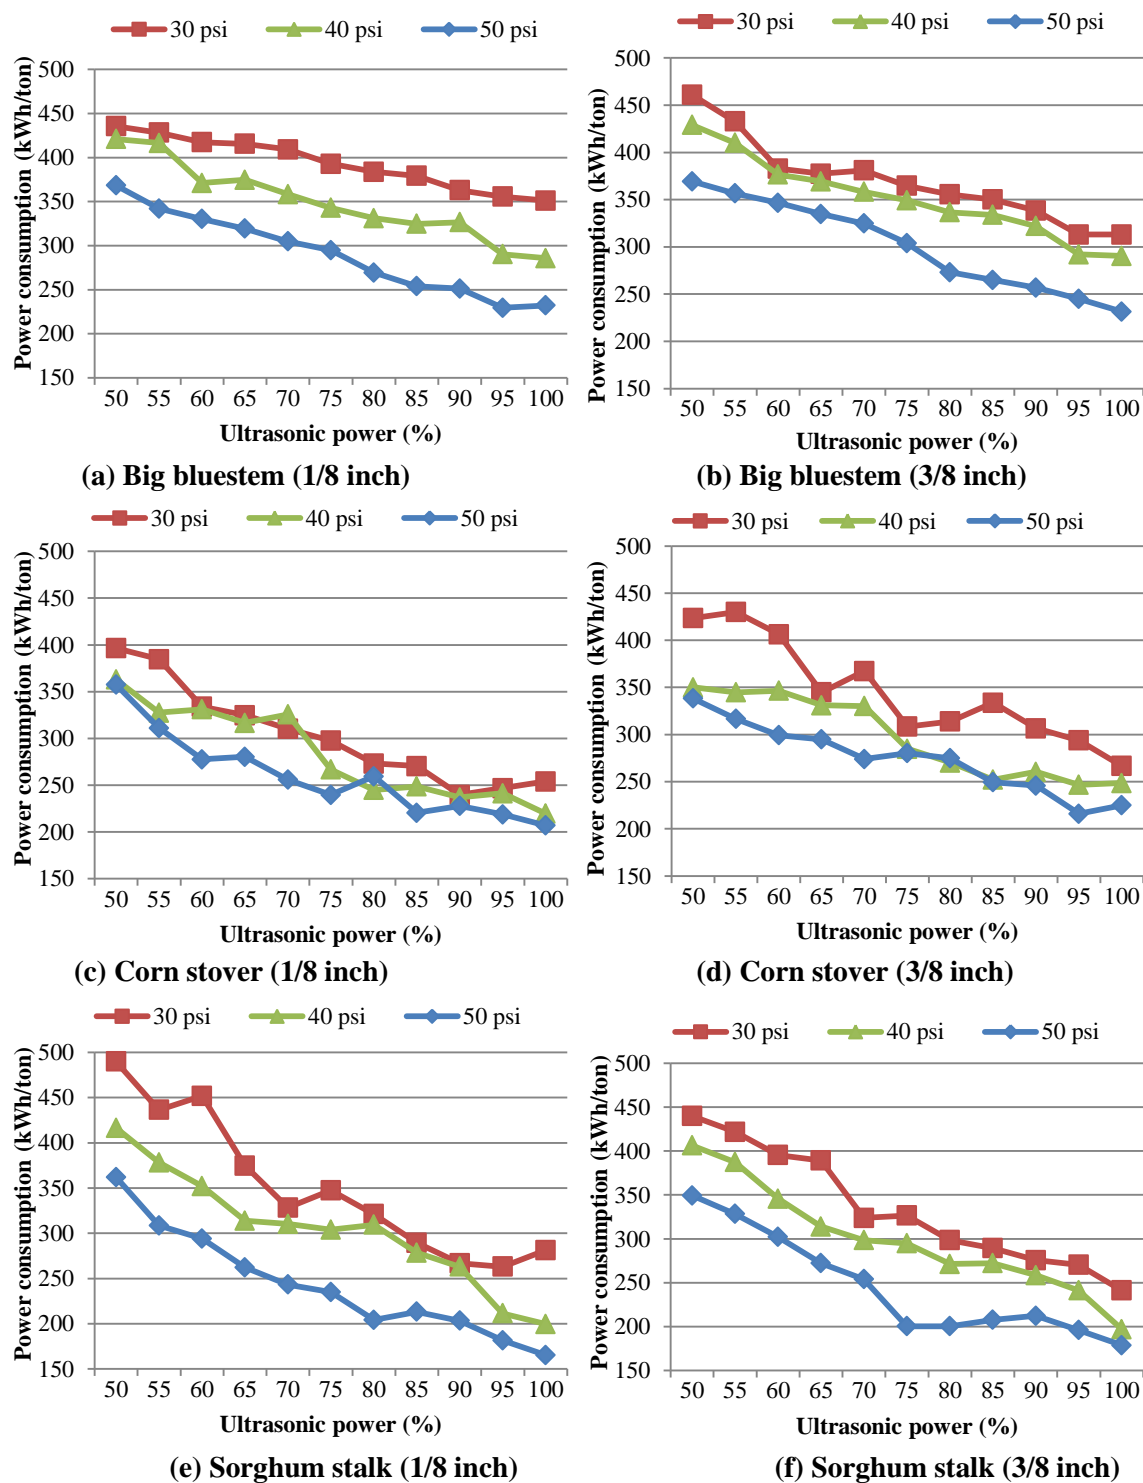 30 psi 40 psi 50 psi
Power consumption (kWh/ton)
500
450
400
350
300
250
200
150
50 55 60 65 70 75 80 85 90 95 100
Ultrasonic power (%)
(a) Big bluestem (1/8 inch)
30 psi 40 psi 50 psi
Power consumption (kWh/ton)
500
450
400
350
300
250
200
150
50 55 60 65 70 75 80 85 90 95 100
Ultrasonic power (%)
(b) Big bluestem (3/8 inch)
30 psi 40 psi 50 psi
Power consumption (kWh/ton)
500
450
400
350
300
250
200
150
50 55 60 65 70 75 80 85 90 95 100
Ultrasonic power (%)
(c) Corn stover (1/8 inch)
30 psi 40 psi 50 psi
Power consumption (kWh/ton)
500
450
400
350
300
250
200
150
50 55 60 65 70 75 80 85 90 95 100
Ultrasonic power (%)
(d) Corn stover (3/8 inch)
30 psi 40 psi 50 psi
Power consumption (kWh/ton)
500
450
400
350
300
250
200
150
50 55 60 65 70 75 80 85 90 95 100
Ultrasonic power (%)
(e) Sorghum stalk (1/8 inch)
30 psi 40 psi 50 psi
Power consumption (kWh/ton)
500
450
400
350
300
250
200
150
50 55 60 65 70 75 80 85 90 95 100
Ultrasonic power (%)
(f) Sorghum stalk (3/8 inch)